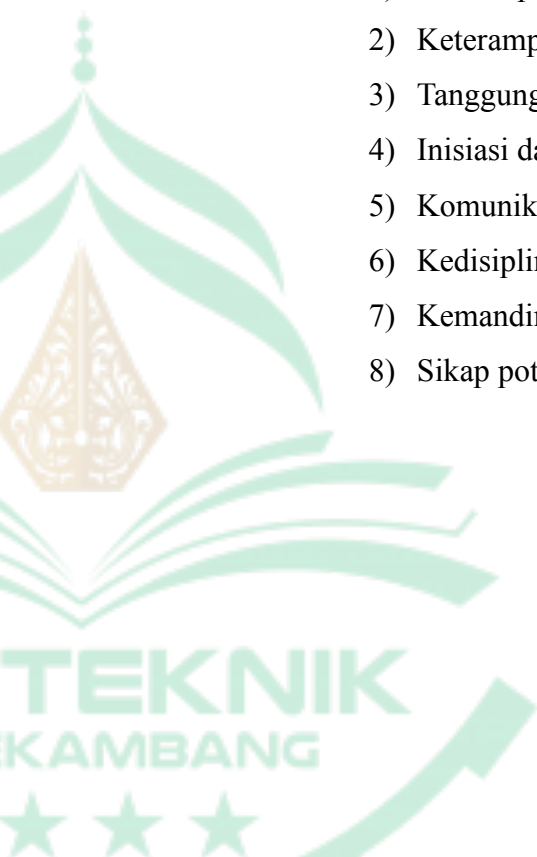 2) Keteramp
3) Tanggung
4) Inisiasi da
5) Komunik
6) Kedisiplin
7) Kemandir
8) Sikap pot
TEKNIK
KAMBANG